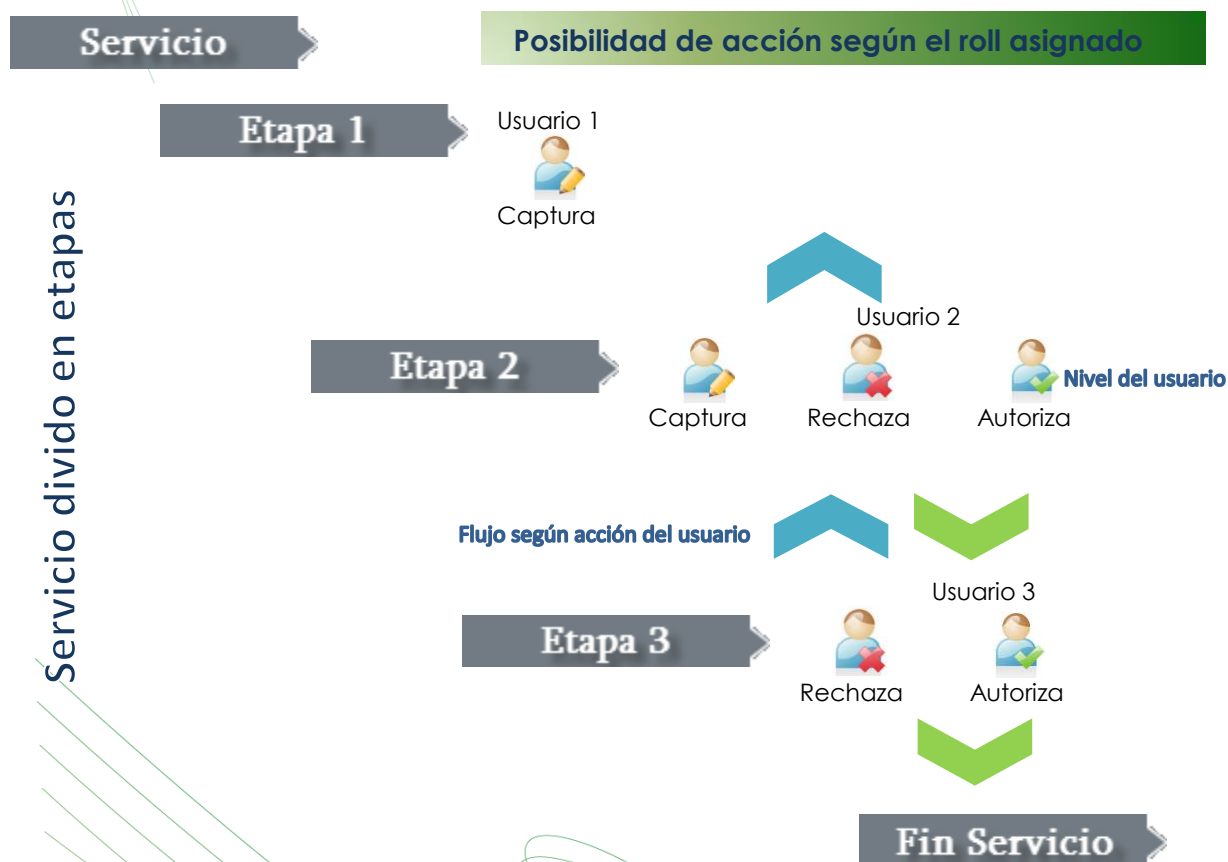 Servicio
Posibilidad de acción según el roll asignado
Servicio divido en etapas
Etapa 1
Usuario 1
Captura
Usuario 2
Etapa 2
Captura
Rechaza
Autoriza
Nivel del usuario
Flujo según acción del usuario
Usuario 3
Etapa 3
Rechaza
Autoriza
Fin Servicio